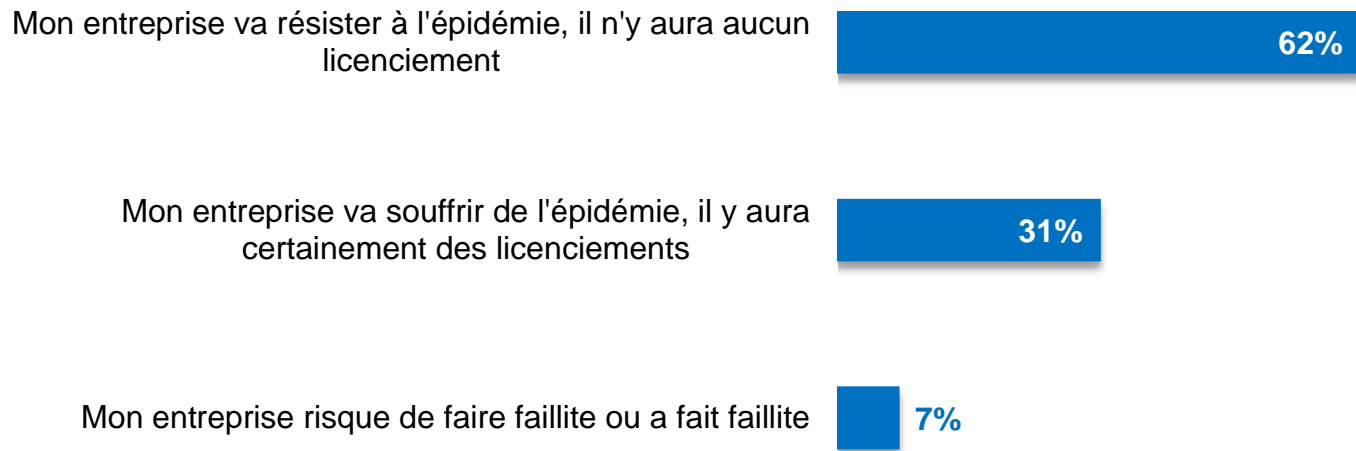 Mon entreprise va résister à l'épidémie, il n'y aura aucun
licenciement
62%
Mon entreprise va souffrir de l'épidémie, il y aura
certainement des licenciements
31%
Mon entreprise risque de faire faillite ou a fait faillite
7%